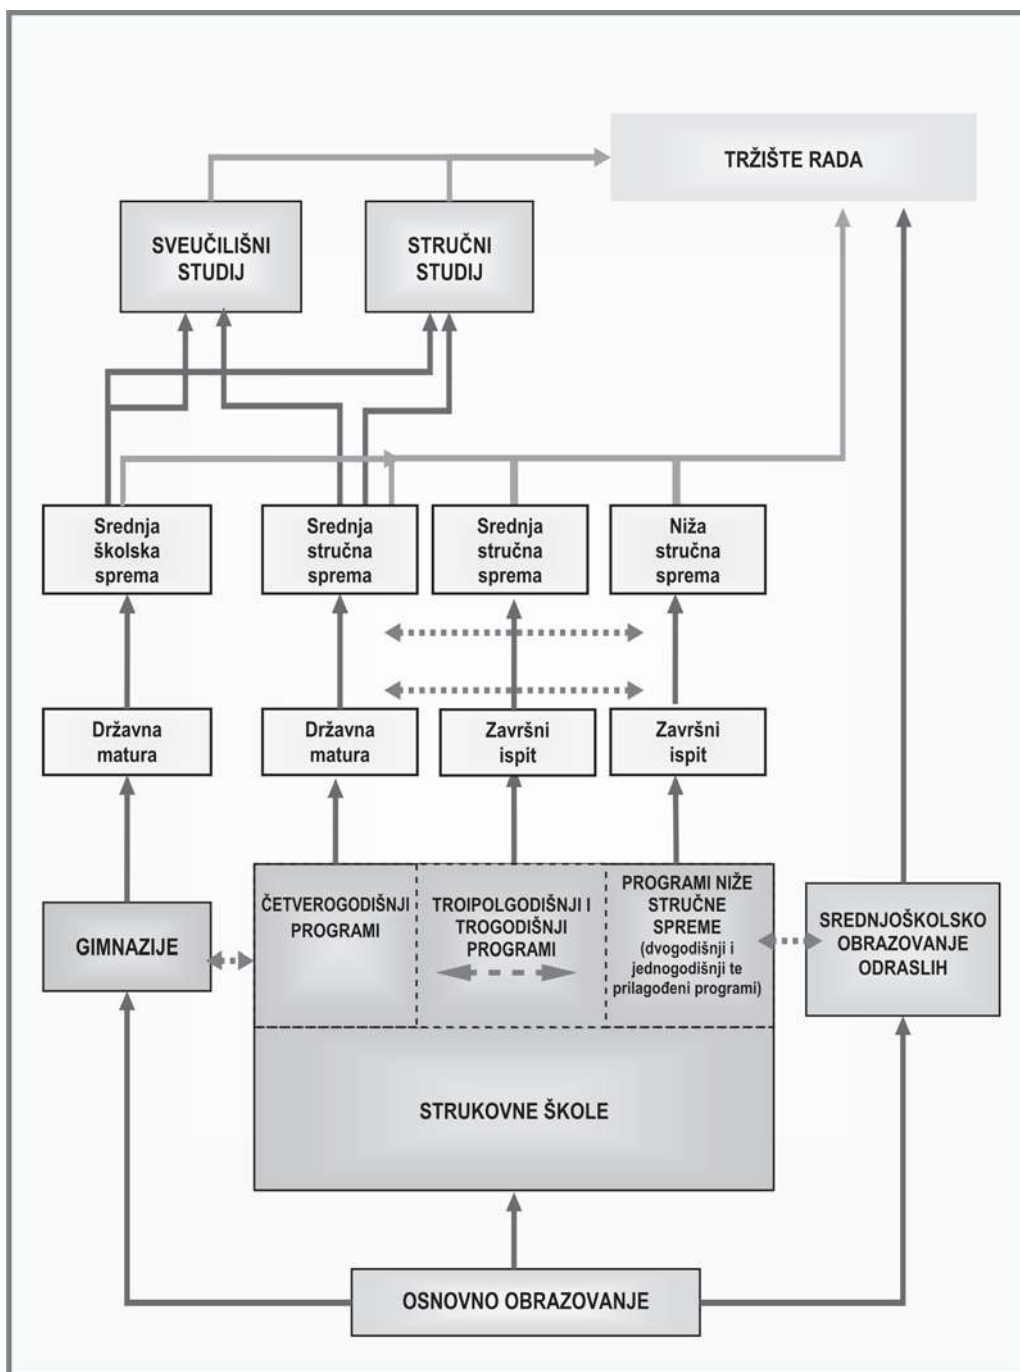 TRŽIŠTE RADA
SVEUČILIŠNI
STUDIJ
STRUČNI
STUDIJ
Srednja
školska
sprema
Srednja
stručna
sprema
Srednja
stručna
sprema
Niža
stručna
sprema
Državna
matura
Državna
matura
Završni
ispit
Završni
ispit
GIMNAZIJE
ČETVEROGODIŠNJI
PROGRAMI
TROIPOLGODIŠNJI I
TROGODIŠNJI
PROGRAMI
PROGRAMI NIŽE
STRUČNE
SPREME
(dvogodišnji i
jednogodišnji te
prilagođeni programi)
SREDNJOŠKOLSKO
OBRAZOVANJE
ODRASLIH
STRUKOVNE ŠKOLE
OSNOVNO OBRAZOVANJE